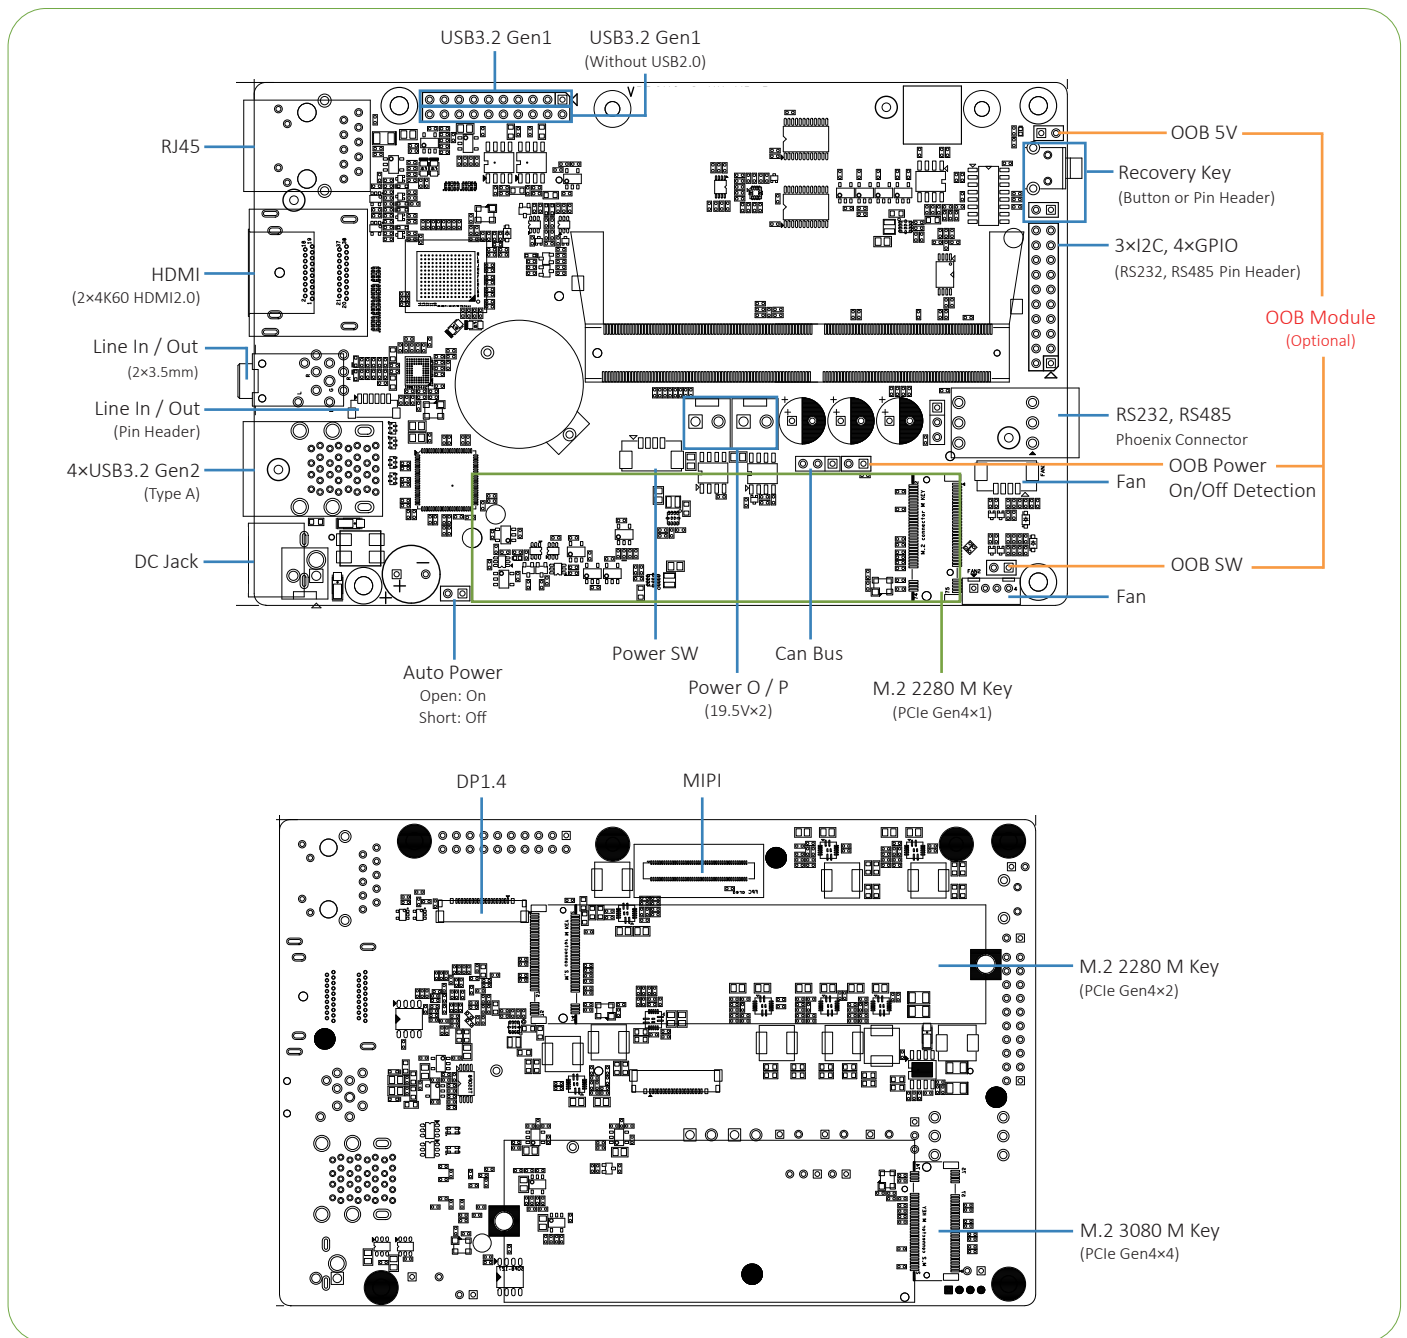 USB3.2 Gen1
USB3.2 Gen1
(Without USB2.0)
RJ45
HDMI
(2×4K60 HDMI2.0)
Line In / Out
(2×3.5mm)
Line In / Out
(Pin Header)
4×USB3.2 Gen2
(Type A)
DC Jack
OOB 5V
Recovery Key
(Button or Pin Header)
3×I2C, 4×GPIO
(RS232, RS485 Pin Header)
OOB Module
(Optional)
RS232, RS485
Phoenix Connector
OOB Power
On/Off Detection
Fan
OOB SW
Fan
Auto Power
Open: On
Short: Off
Power SW
Power O / P
(19.5V×2)
Can Bus
M.2 2280 M Key
(PCIe Gen4×1)
M.2 connector M KEY
FAN2
FAN
DP1.4
MIPI
M.2 2280 M Key
(PCIe Gen4×2)
M.2 3080 M Key
(PCIe Gen4×4)